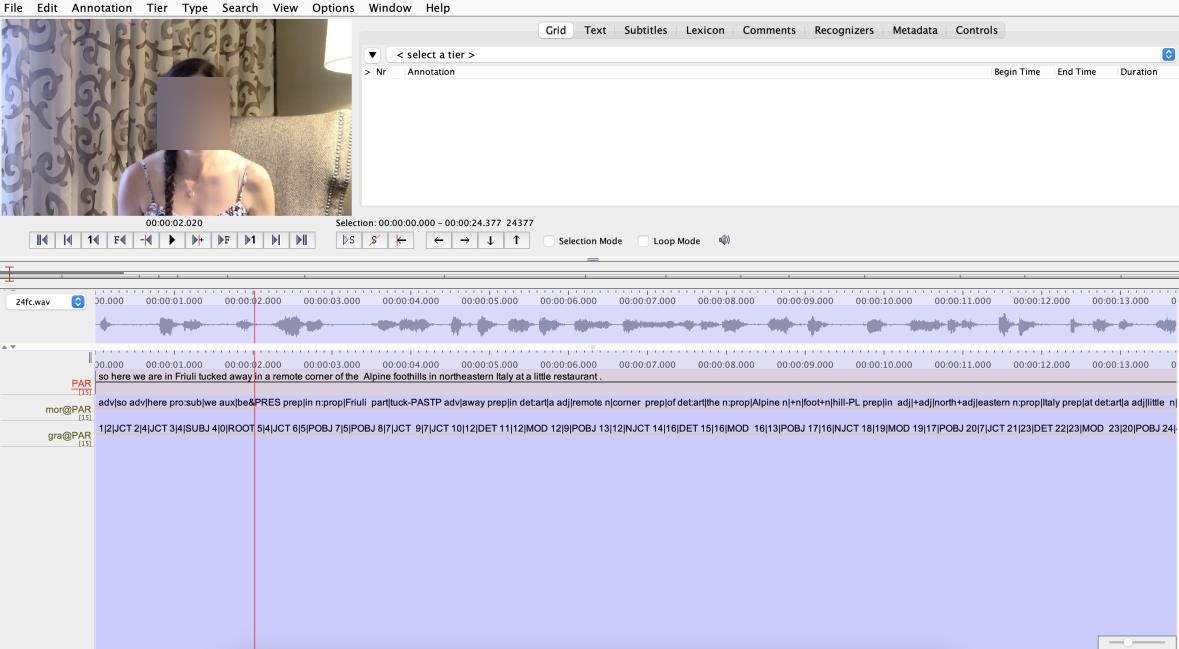 File Edit Annotation Tier Type Search View Options Window Help
Grid Text Subtitles Lexicon Comments Recognizers Metadata Controls
< select a tier >
> Nr Annotation Begin Time End Time Duration
00:00:02.020 Selection: 00:00:00.000 - 00:00:24.377 24377
1 F F 1 S S Selection Mode Loop Mode
24fc.wav 00.000 00:00:01.000 00:00:02.000 00:00:03.000 00:00:04.000 00:00:05.000 00:00:06.000 00:00:07.000 00:00:08.000 00:00:09.000 00:00:10.000 00:00:11.000 00:00:12.000 00:00:13.000 0
00.000 00:00:01.000 00:00:02.000 00:00:03.000 00:00:04.000 00:00:05.000 00:00:06.000 00:00:07.000 00:00:08.000 00:00:09.000 00:00:10.000 00:00:11.000 00:00:12.000 00:00:13.000 0
so here we are in Friuli tucked away in a remote corner of the Alpine foothills in northeastern Italy at a little restaurant .
PAR
[15]
adv|so adv|here pro:sub|we aux|be&PRES prep|in n:prop|Friuli part|tuck-PASTP adv|away prep|in det:art|a adj|remote n|corner prep|of det:art|the n:prop|Alpine n|+n|foot+n|hill-PL prep|in adj|+adj|north+adj|eastern n:prop|Italy prep|at det:art|a adj|little n|
mor@PAR
[15]
1|2|JCT 2|4|JCT 3|4|SUBJ 4|0|ROOT 5|4|JCT 6|5|POBJ 7|5|POBJ 8|7|JCT 9|7|JCT 10|12|DET 11|12|MOD 12|9|POBJ 13|12|NJCT 14|16|DET 15|16|MOD 16|13|POBJ 17|16|NJCT 18|19|MOD 19|17|POBJ 20|7|JCT 21|23|DET 22|23|MOD 23|20|POBJ 24|
gra@PAR
[15]